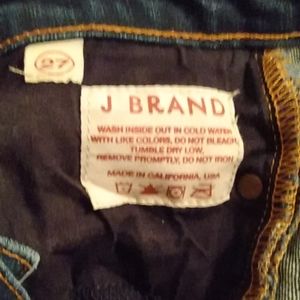 27
J BRAND
WASH INSIDE OUT IN COLD WATER
WITH LIKE COLORS, DO NOT BLEACH,
TUMBLE DRY LOW,
REMOVE PROMPTLY, DO NOT IRON
MADE IN CALIFORNIA, USA